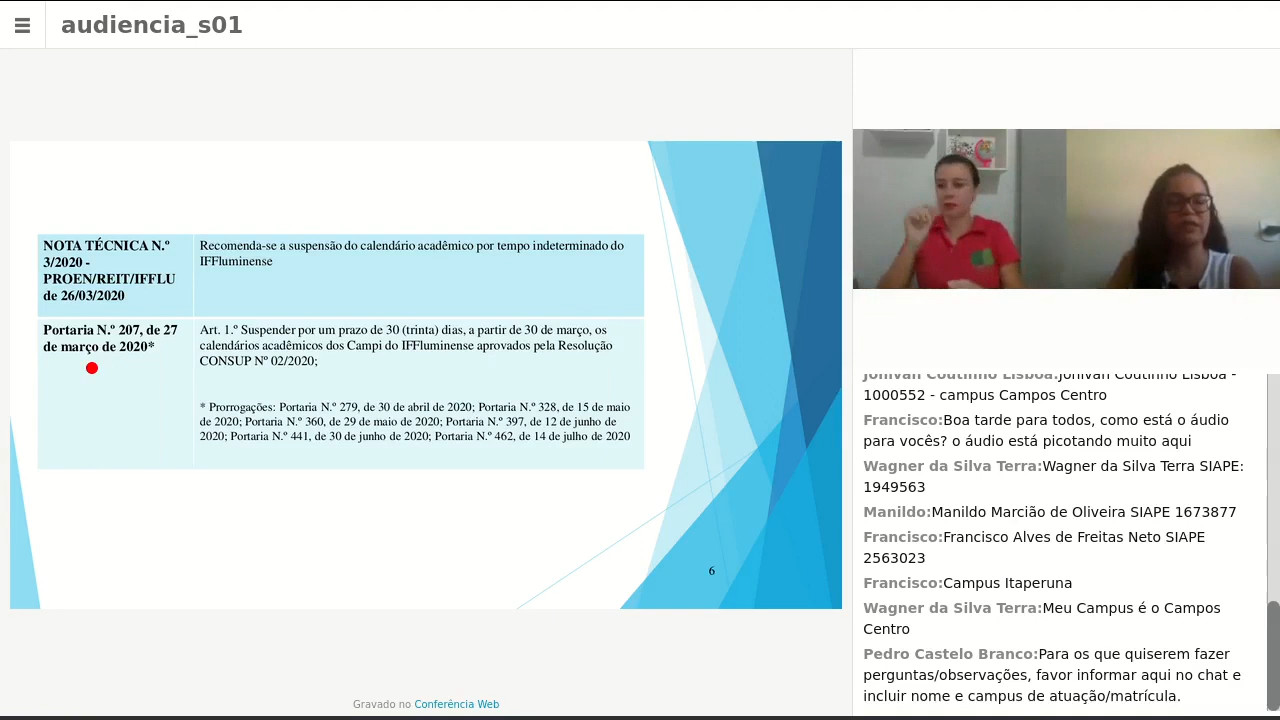 audiencia_s01
NOTA TÉCNICA N.º
3/2020 -
PROEN/REIT/IFFLU
de 26/03/2020
Recomenda-se a suspensão do calendário acadêmico por tempo indeterminado do
IFFluminense
Portaria N.º 207, de 27
de março de 2020*
Art. 1.º Suspender por um prazo de 30 (trinta) dias, a partir de 30 de março, os
calendários acadêmicos dos Campi do IFFluminense aprovados pela Resolução
CONSUP Nº 02/2020;
* Prorrogações: Portaria N.º 279, de 30 de abril de 2020; Portaria N.º 328, de 15 de maio
de 2020; Portaria N.º 360, de 29 de maio de 2020; Portaria N.º 397, de 12 de junho de
2020; Portaria N.º 441, de 30 de junho de 2020; Portaria N.º 462, de 14 de julho de 2020
6
Gravado no Conferência Web
Jonivan Coutinho Lisboa:Jonivan Coutinho Lisboa -
1000552 - campus Campos Centro
Francisco:Boa tarde para todos, como está o áudio
para vocês? o áudio está picotando muito aqui
Wagner da Silva Terra:Wagner da Silva Terra SIAPE:
1949563
Manildo:Manildo Marcião de Oliveira SIAPE 1673877
Francisco:Francisco Alves de Freitas Neto SIAPE
2563023
Francisco:Campus Itaperuna
Wagner da Silva Terra:Meu Campus é o Campos
Centro
Pedro Castelo Branco:Para os que quiserem fazer
perguntas/observações, favor informar aqui no chat e
incluir nome e campus de atuação/matrícula.